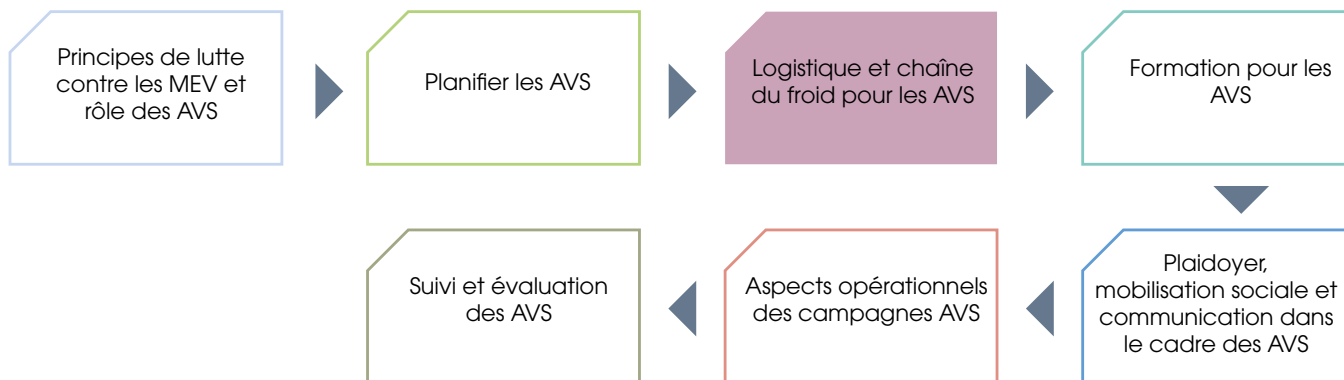 Principes de lutte
contre les MEV et
rôle des AVS
Planifier les AVS
Logistique et chaîne
du froid pour les AVS
Formation pour les
AVS
Plaidoyer,
mobilisation sociale et
communication dans
le cadre des AVS
Aspects opérationnels
des campagnes AVS
Suivi et évaluation
des AVS